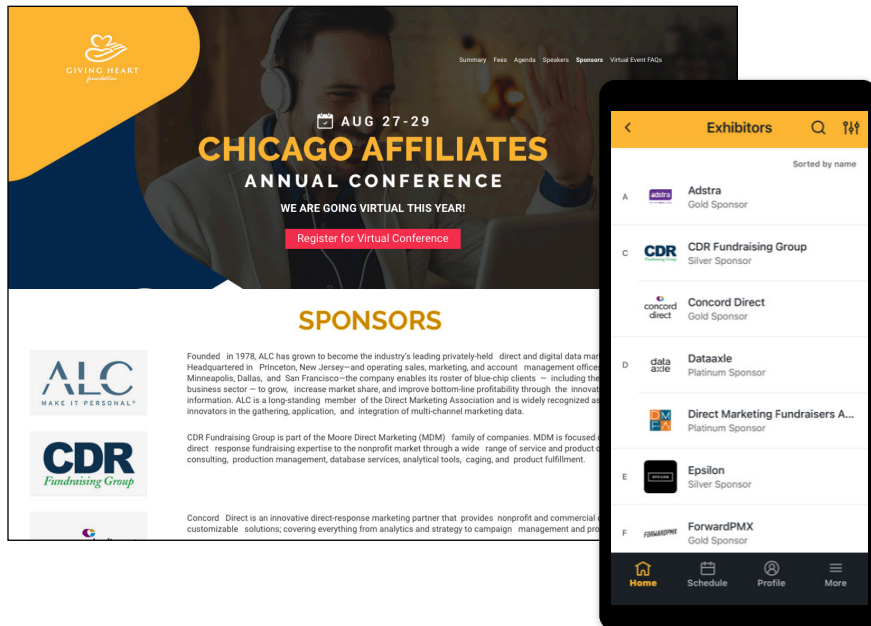 GIVING HEART
foundation
Summary Fees Agenda Speakers Sponsors Virtual Event FAQs
AUG 27-29
CHICAGO AFFILIATES
ANNUAL CONFERENCE
WE ARE GOING VIRTUAL THIS YEAR!
Register for Virtual Conference
SPONSORS
ALC
MAKE IT PERSONAL
Founded in 1978, ALC has grown to become the industry's leading privately-held direct and digital data mar
Headquartered in Princeton, New Jersey—and operating sales, marketing, and account management offices
Minneapolis, Dallas, and San Francisco—the company enables its roster of blue-chip clients — including the
business sector — to grow, increase market share, and improve bottom-line profitability through the innovat
information. ALC is a long-standing member of the Direct Marketing Association and is widely recognized as
innovators in the gathering, application, and integration of multi-channel marketing data.
CDR
Fundraising Group
CDR Fundraising Group is part of the Moore Direct Marketing (MDM) family of companies. MDM is focused
direct response fundraising expertise to the nonprofit market through a wide range of service and product
consulting, production management, database services, analytical tools, caging, and product fulfillment.
Concord Direct is an innovative direct-response marketing partner that provides nonprofit and commercial
customizable solutions; covering everything from analytics and strategy to campaign management and pro
Exhibitors
Sorted by name
A
adstra
Adstra
Gold Sponsor
C
CDR
Fundraising Group
CDR Fundraising Group
Silver Sponsor
concord
direct
Concord Direct
Gold Sponsor
D
data
axle
Dataaxle
Platinum Sponsor
DM
FA
Direct Marketing Fundraisers A...
Platinum Sponsor
E
EPSILON
Epsilon
Silver Sponsor
F
FORWARDPMX
ForwardPMX
Gold Sponsor
Home Schedule Profile More